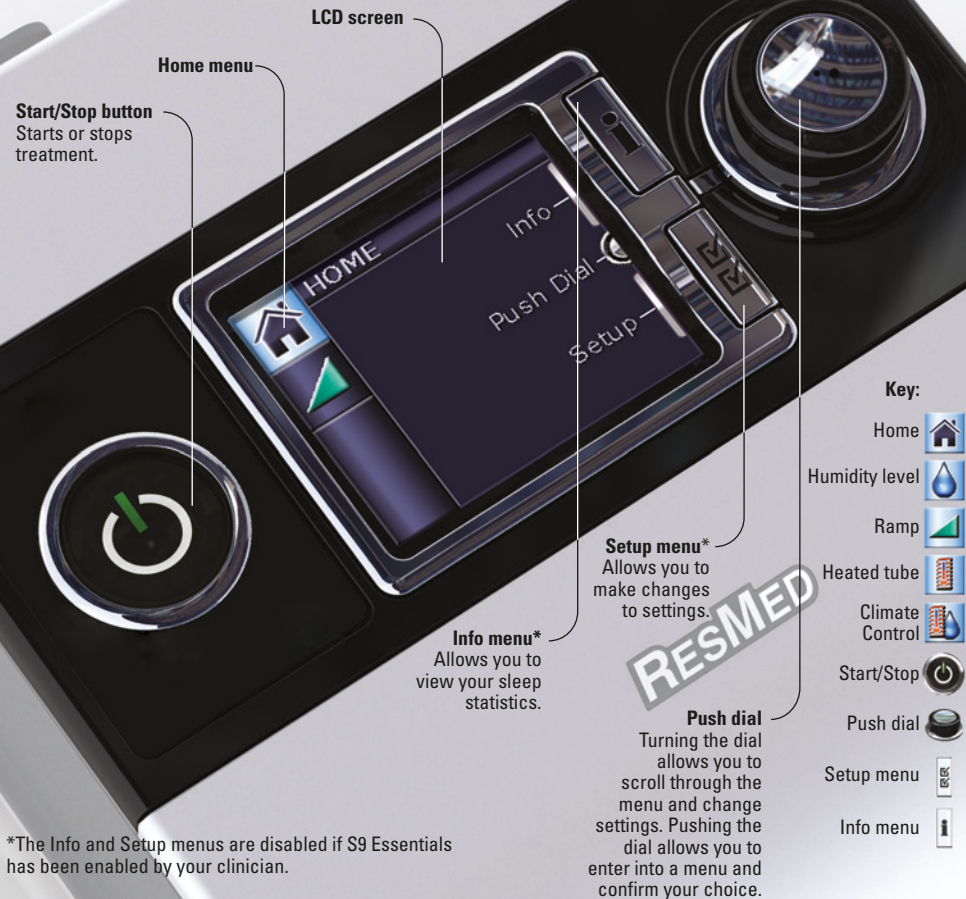 LCD screen
Home menu
Start/Stop button
Starts or stops
treatment.
HOME
Info
Push Dial
Setup
i
Setup menu*
Allows you to
make changes
to settings.
Info menu*
Allows you to
view your sleep
statistics.
RESMED
Push dial
Turning the dial
allows you to
scroll through the
menu and change
settings. Pushing the
dial allows you to
enter into a menu and
confirm your choice.
Key:
Home
Humidity level
Ramp
Heated tube
Climate
Control
Start/Stop
Push dial
Setup menu
Info menu
i
*The Info and Setup menus are disabled if S9 Essentials
has been enabled by your clinician.